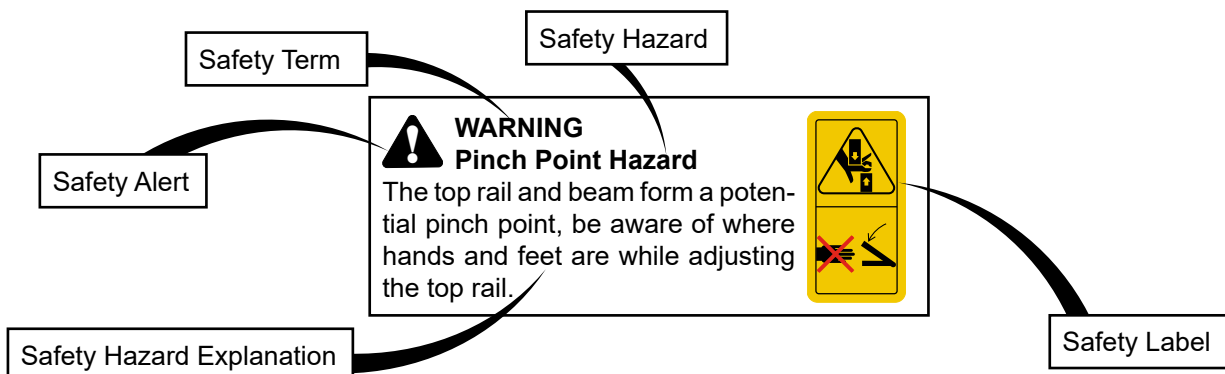 Safety Hazard
Safety Term
WARNING
Pinch Point Hazard
Safety Alert
The top rail and beam form a poten-
tial pinch point, be aware of where
hands and feet are while adjusting
the top rail.
Safety Label
Safety Hazard Explanation